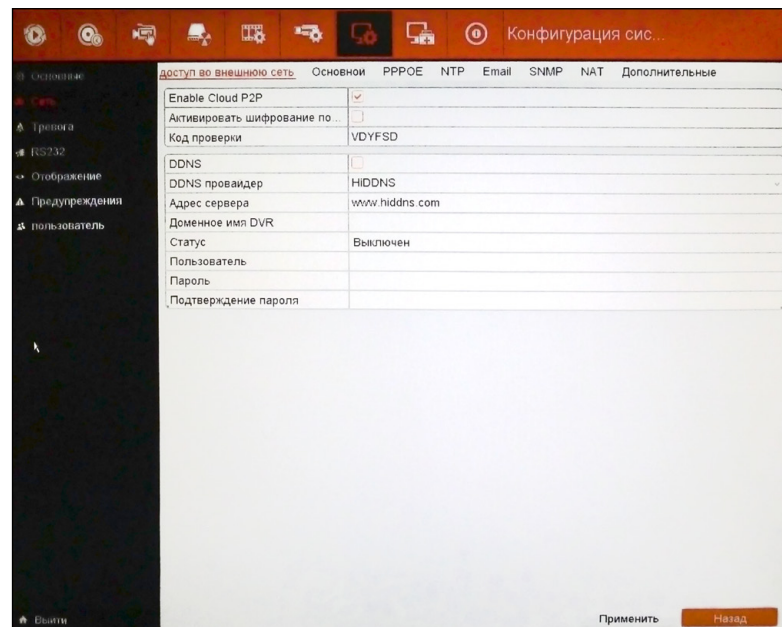 Конфигурация сис...
Основные
Сеть
Тревога
RS232
Отображение
Предупреждения
пользователь
Выйти
доступ во внешнюю сеть Основной PPPOE NTP Email SNMP NAT Дополнительные
Enable Cloud P2P
Активировать шифрование по...
Код проверки VDYFSD
DDNS
DDNS провайдер HiDDNS
Адрес сервера www.hiddns.com
Доменное имя DVR
Статус Выключен
Пользователь
Пароль
Подтверждение пароля
Применить Назад